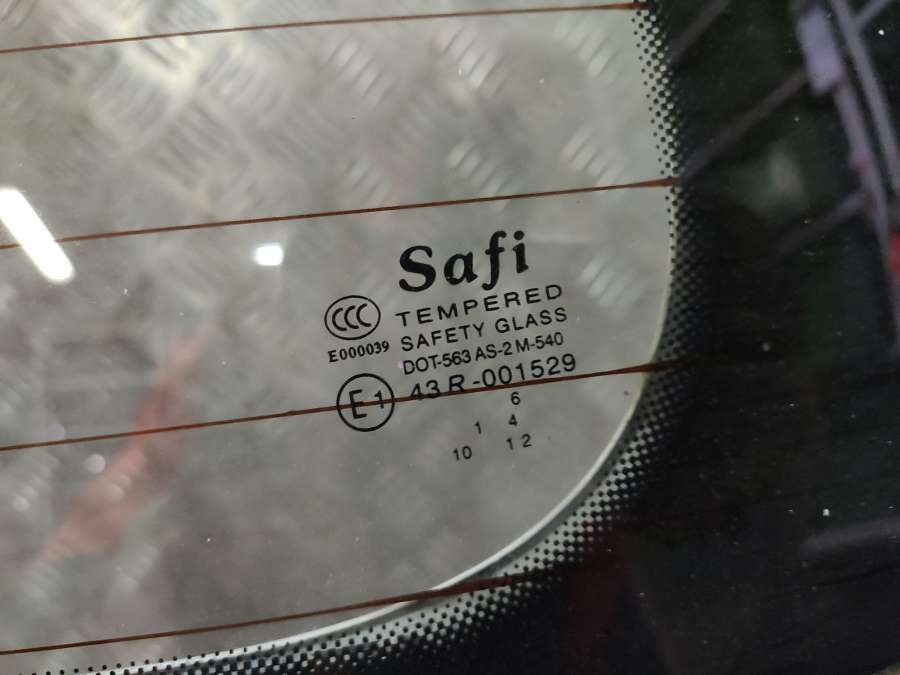 Safi
CCC
TEMPERED
SAFETY GLASS
E000039
DOT-563 AS-2 M-540
E1
43R-001529
6
1 4
10 1 2